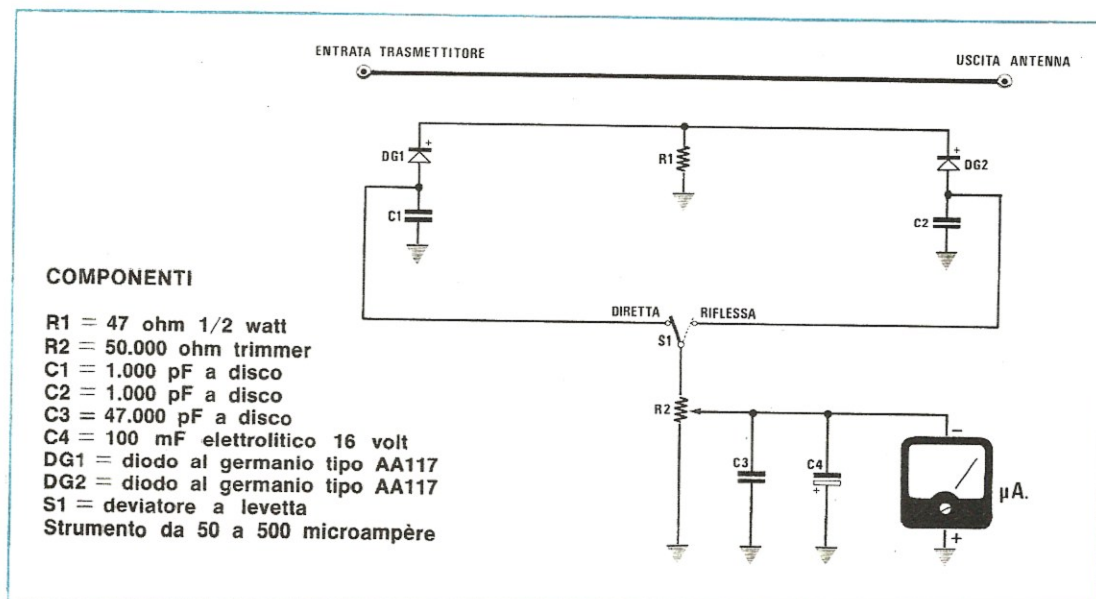 ENTRATA TRASMETTITORE
USCITA ANTENNA
DG1
+
R1
+
DG2
C1
C2
COMPONENTI
R1 = 47 ohm 1/2 watt
R2 = 50.000 ohm trimmer
C1 = 1.000 pF a disco
C2 = 1.000 pF a disco
C3 = 47.000 pF a disco
C4 = 100 mF elettrolitico 16 volt
DG1 = diodo al germanio tipo AA117
DG2 = diodo al germanio tipo AA117
S1 = deviatore a levetta
Strumento da 50 a 500 microampère
DIRETTA
RIFLESSA
S1
R2
C3
C4
+
−
µA.
+